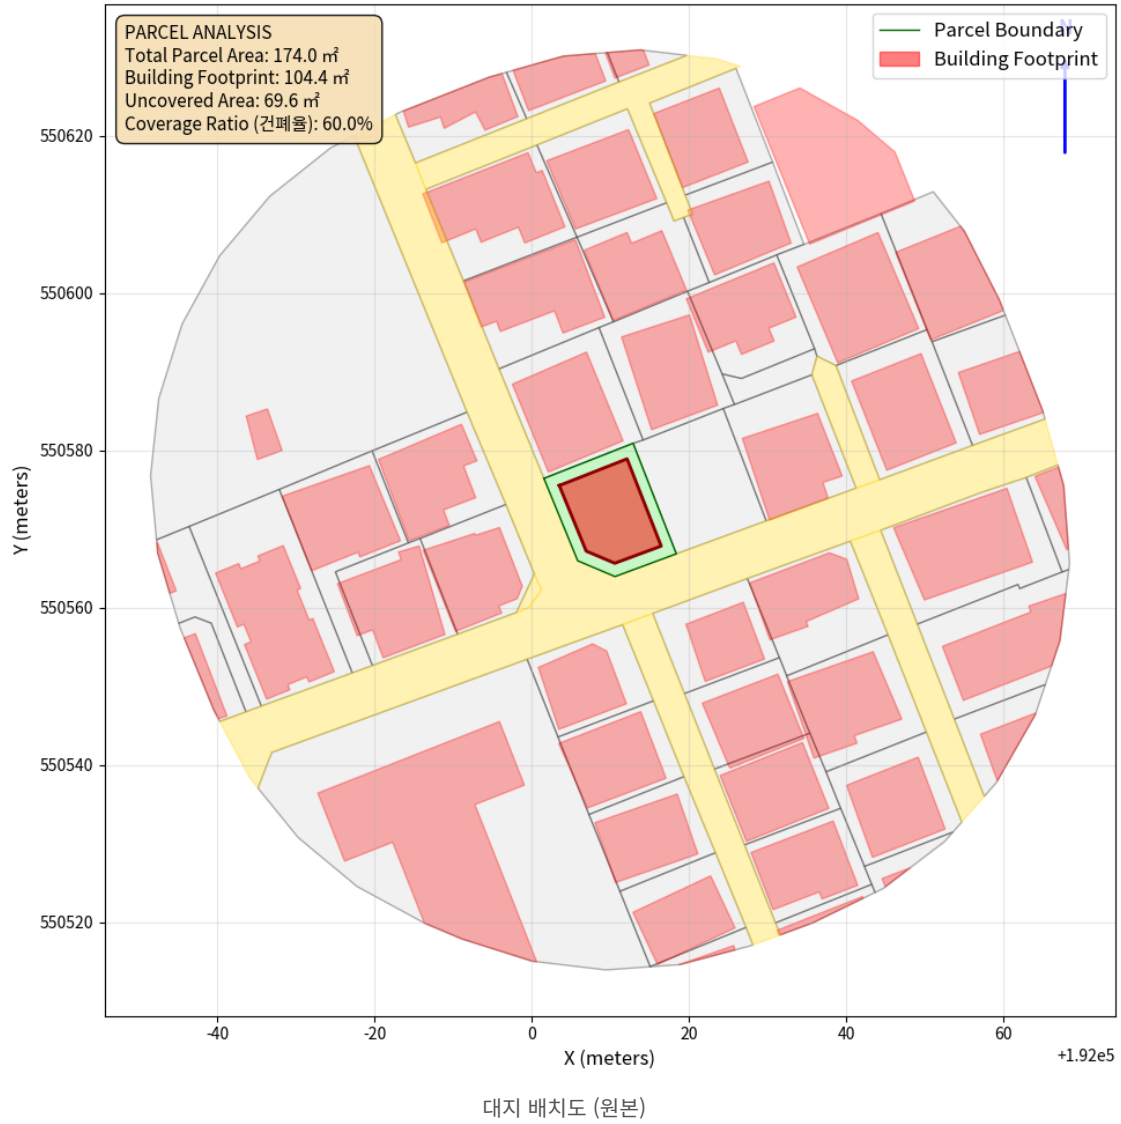 PARCEL ANALYSIS
Total Parcel Area: 174.0 ㎡
Building Footprint: 104.4 ㎡
Uncovered Area: 69.6 ㎡
Coverage Ratio (건폐율): 60.0%
N
Parcel Boundary
Building Footprint
Y (meters)
550620
550600
550580
550560
550540
550520
-40
-20
0
20
40
60
X (meters)
+1.92e5
대지 배치도 (원본)